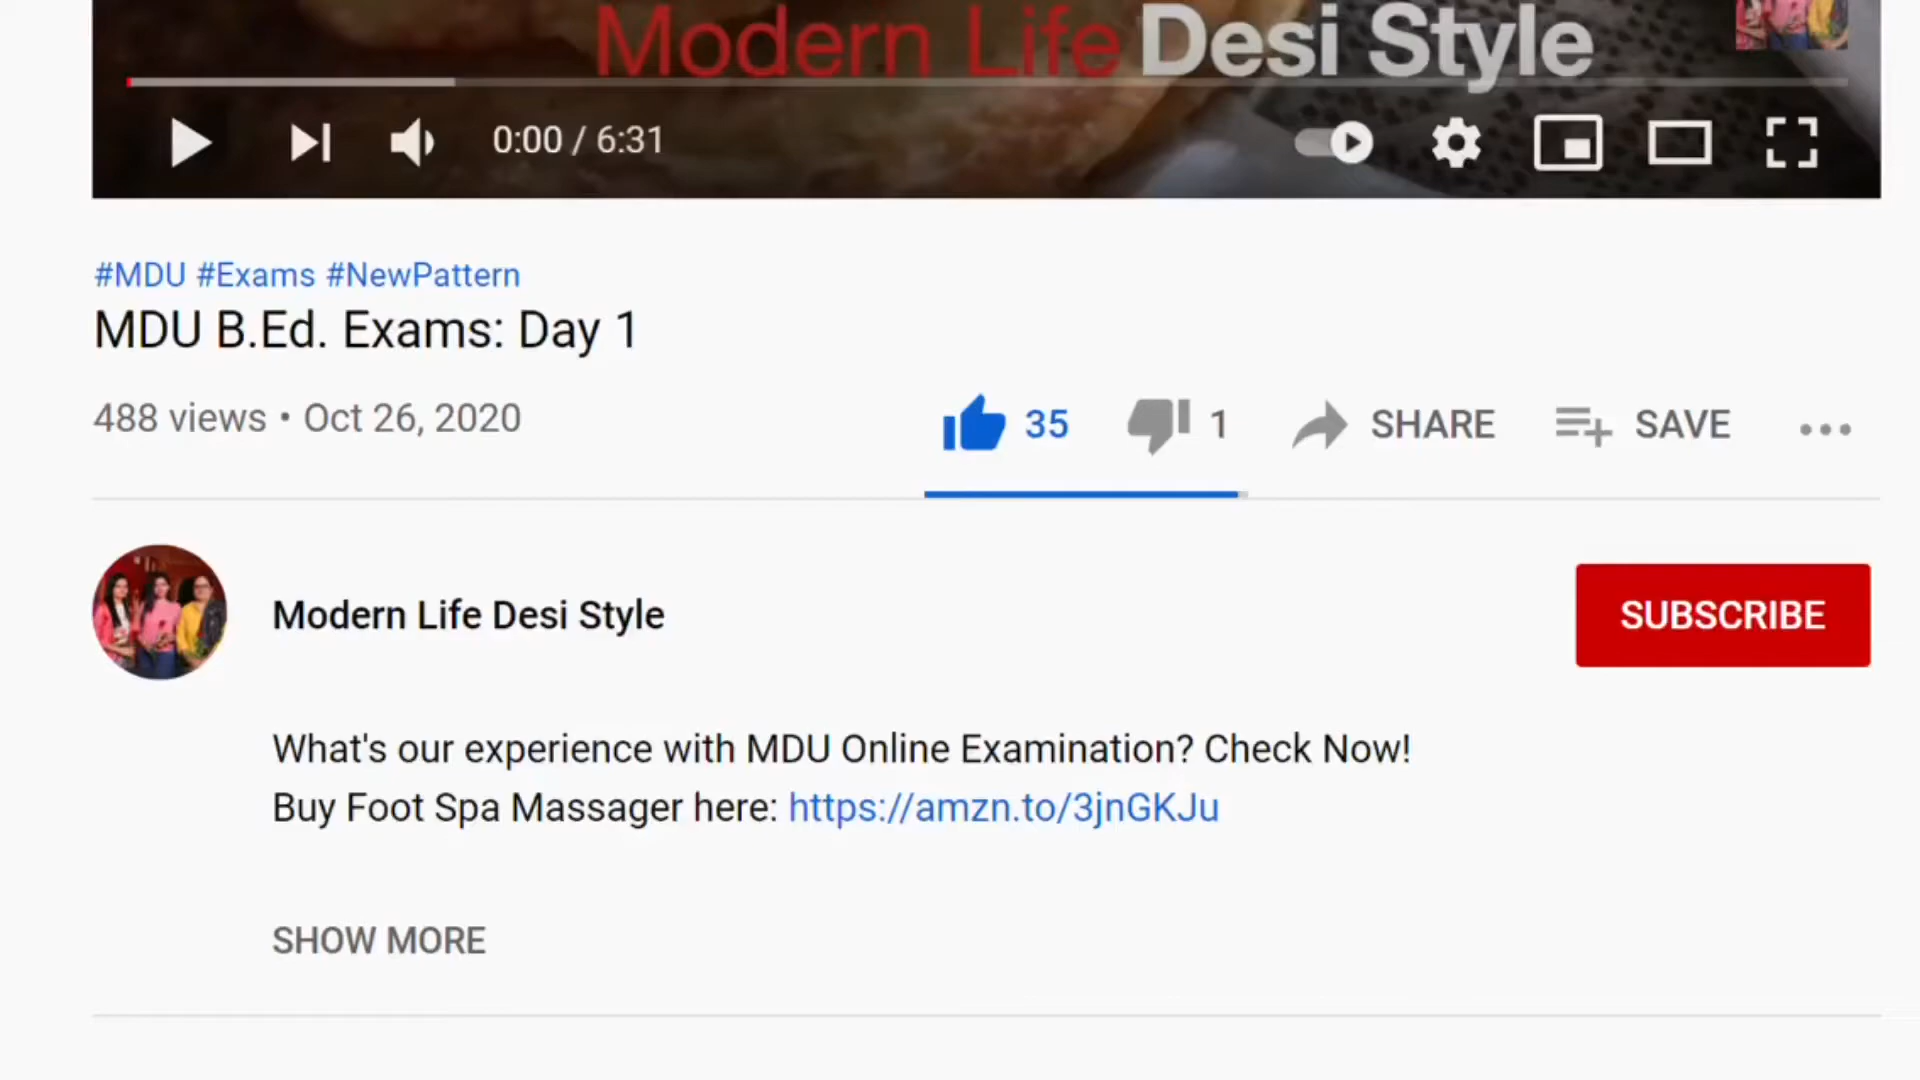 Modern Life Desi Style
0:00 / 6:31
#MDU #Exams #NewPattern
MDU B.Ed. Exams: Day 1
488 views • Oct 26, 2020
35 1 SHARE SAVE
Modern Life Desi Style
SUBSCRIBE
What's our experience with MDU Online Examination? Check Now!
Buy Foot Spa Massager here: https://amzn.to/3jnGKJu
SHOW MORE